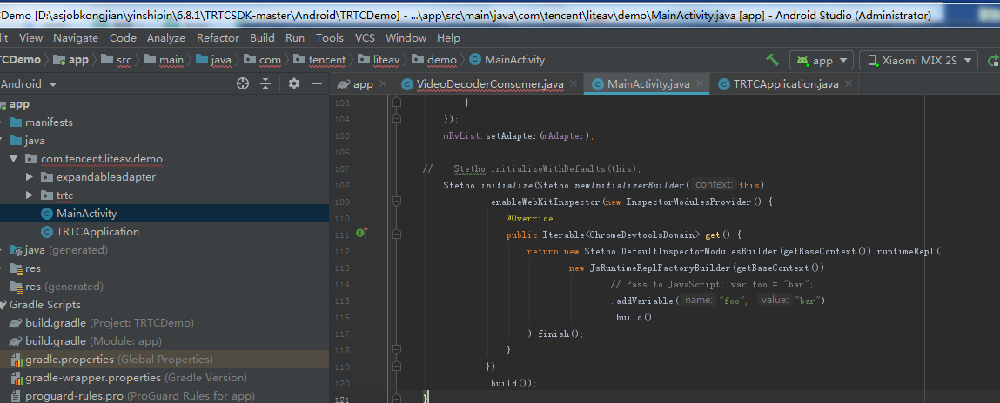 CDemo [D:\asjobkongjian\yinshipin\6.8.1\TRTCSDK-master\Android\TRTCDemo] - ...\app\src\main\java\com\tencent\liteav\demo\MainActivity.java [app] - Android Studio (Administrator)
it View Navigate Code Analyze Refactor Build Run Tools VCS Window Help
TCDemo app src main java com tencent liteav demo MainActivity app Xiaomi MIX 2S
Android app VideoDecoderConsumer.java MainActivity.java TRTCApplication.java
app
manifests
java
com.tencent.liteav.demo
expandableadapter
trtc
MainActivity
TRTCApplication
java (generated)
res
res (generated)
Gradle Scripts
build.gradle (Project: TRTCDemo)
build.gradle (Module: app)
gradle.properties (Global Properties)
gradle-wrapper.properties (Gradle Version)
proguard-rules.pro (ProGuard Rules for app)
103 }
104 });
105 mRvList.setAdapter(mAdapter);
106
107 // Stetho.initializeWithDefaults(this);
108 Stetho.initialize(Stetho.newInitializerBuilder( context: this)
109 .enableWebKitInspector(new InspectorModulesProvider() {
110 @Override
111 public Iterable<ChromeDevtoolsDomain> get() {
112 return new Stetho.DefaultInspectorModulesBuilder(getBaseContext()).runtimeRepl(
113 new JsRuntimeReplFactoryBuilder(getBaseContext())
114 // Pass to JavaScript: var foo = "bar";
115 .addVariable( name: "foo", value: "bar")
116 .build()
117 ).finish();
118 }
119 })
120 .build());
121 }